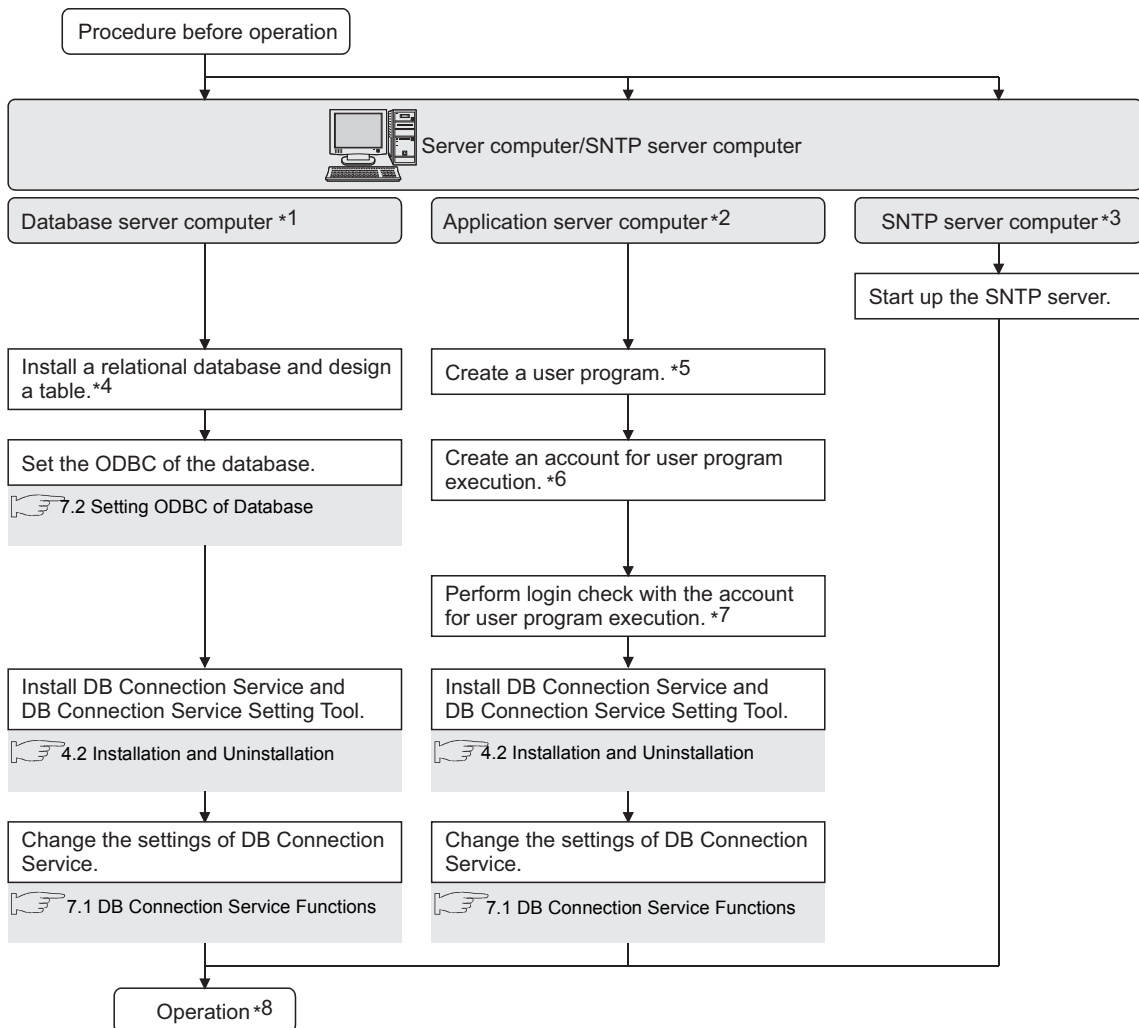 Procedure before operation
Server computer/SNTP server computer
Database server computer *1
Application server computer*2
SNTP server computer*3
Start up the SNTP server.
Install a relational database and design
a table.*4
Create a user program. *5
Set the ODBC of the database.
7.2 Setting ODBC of Database
Create an account for user program
execution. *6
Perform login check with the account
for user program execution. *7
Install DB Connection Service and
DB Connection Service Setting Tool.
4.2 Installation and Uninstallation
Install DB Connection Service and
DB Connection Service Setting Tool.
4.2 Installation and Uninstallation
Change the settings of DB Connection
Service.
7.1 DB Connection Service Functions
Change the settings of DB Connection
Service.
7.1 DB Connection Service Functions
Operation *8